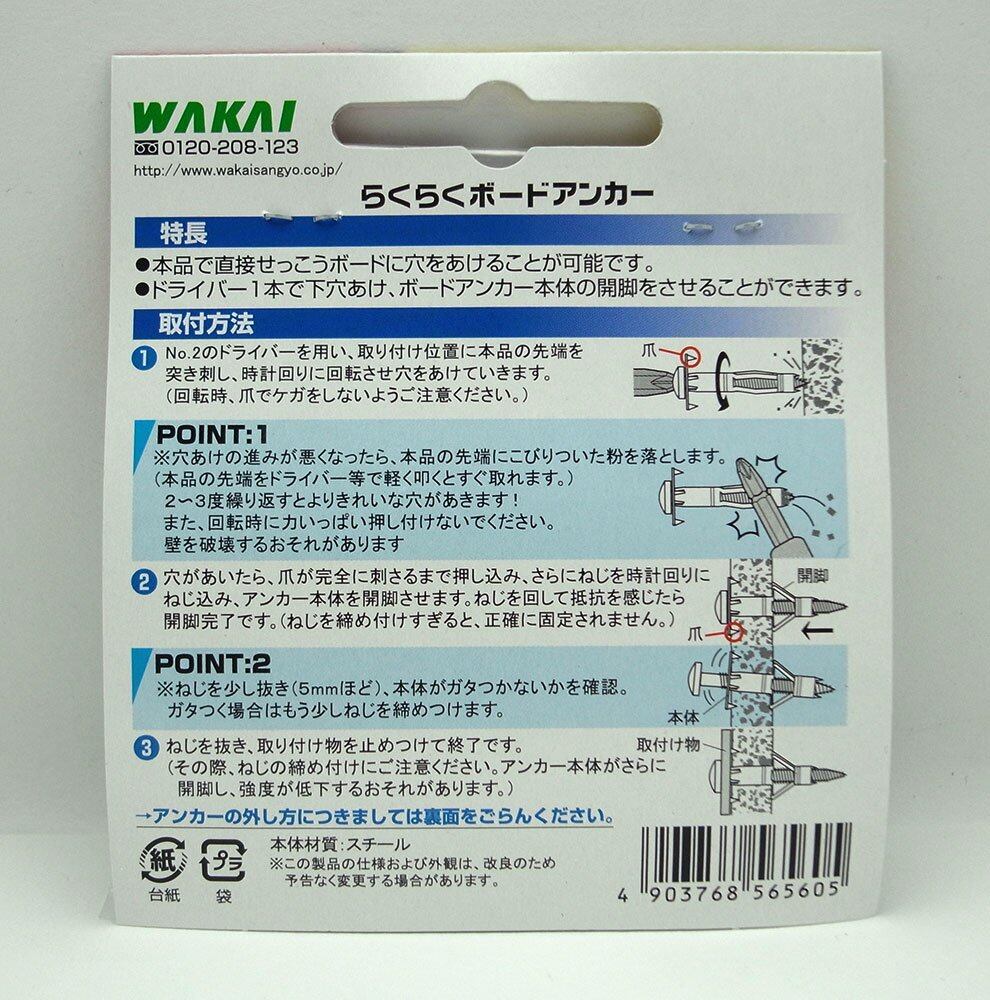 WAKAI
0120-208-123
http://www.wakaisangyo.co.jp/
らくらくボードアンカー
特長
●本品で直接せっこうボードに穴をあけることが可能です。
●ドライバー1本で下穴あけ、ボードアンカー本体の開脚をさせることができます。
取付方法
1 No.2のドライバーを用い、取り付け位置に本品の先端を
突き刺し、時計回りに回転させ穴をあけていきます。
(回転時、爪でケガをしないようご注意ください。)
爪
POINT:1
※穴あけの進みが悪くなったら、本品の先端にこびりついた粉を落とします。
(本品の先端をドライバー等で軽く叩くとすぐ取れます。)
2〜3度繰り返すとよりきれいな穴があきます!
また、回転時に力いっぱい押し付けないでください。
壁を破壊するおそれがあります
2 穴があいたら、爪が完全に刺さるまで押し込み、さらにねじを時計回りに
ねじ込み、アンカー本体を開脚させます。ねじを回して抵抗を感じたら
開脚完了です。(ねじを締め付けすぎると、正確に固定されません。)
開脚
爪
POINT:2
※ねじを少し抜き(5mmほど)、本体がガタつかないかを確認。
ガタつく場合はもう少しねじを締めつけます。
本体
3 ねじを抜き、取り付け物を止めつけて終了です。
(その際、ねじの締め付けにご注意ください。アンカー本体がさらに
開脚し、強度が低下するおそれがあります。)
取付け物
→アンカーの外し方につきましては裏面をごらんください。
紙
台紙
プラ
袋
本体材質:スチール
※この製品の仕様および外観は、改良のため
予告なく変更する場合があります。
4 903768 565605